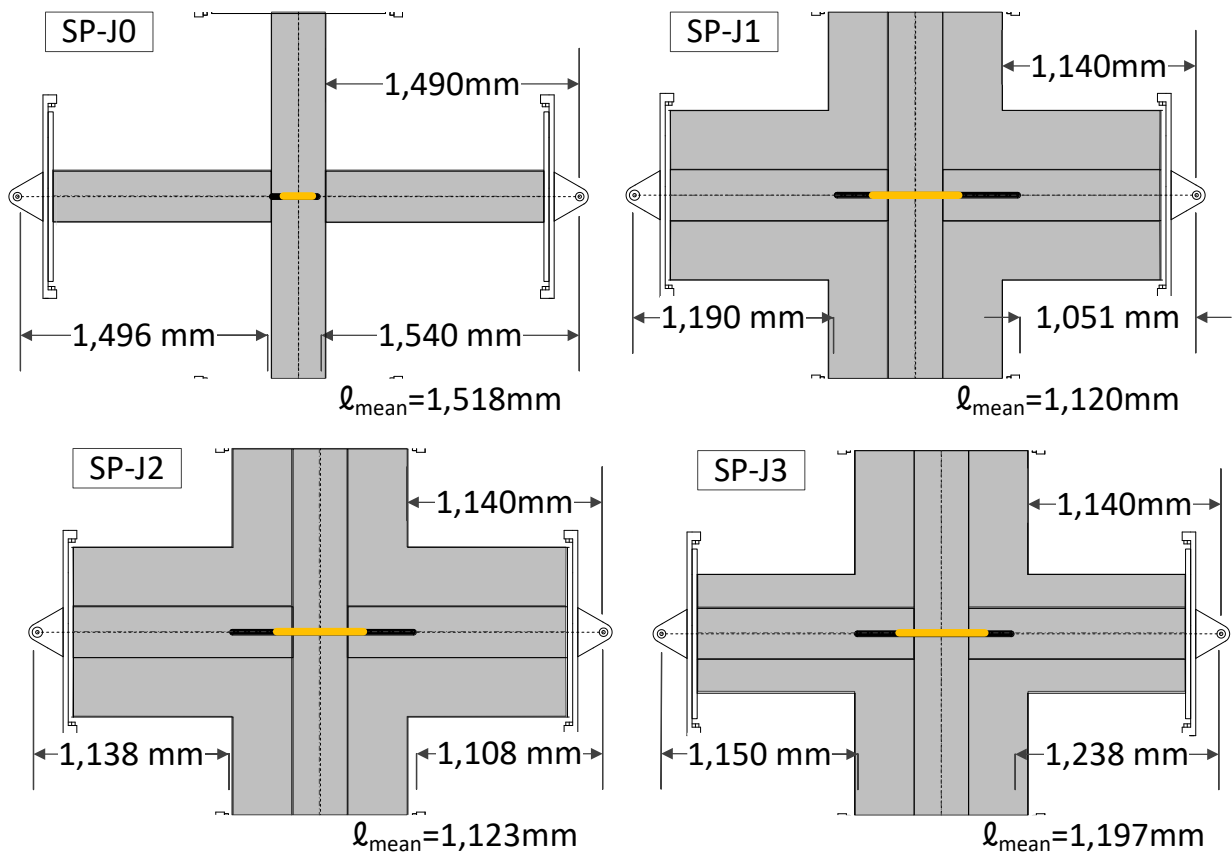 SP-J0
1,490mm
1,496 mm
1,540 mm
ℓmean=1,518mm
SP-J1
1,140mm
1,190 mm
1,051 mm
ℓmean=1,120mm
SP-J2
1,140mm
1,138 mm
1,108 mm
ℓmean=1,123mm
SP-J3
1,140mm
1,150 mm
1,238 mm
ℓmean=1,197mm